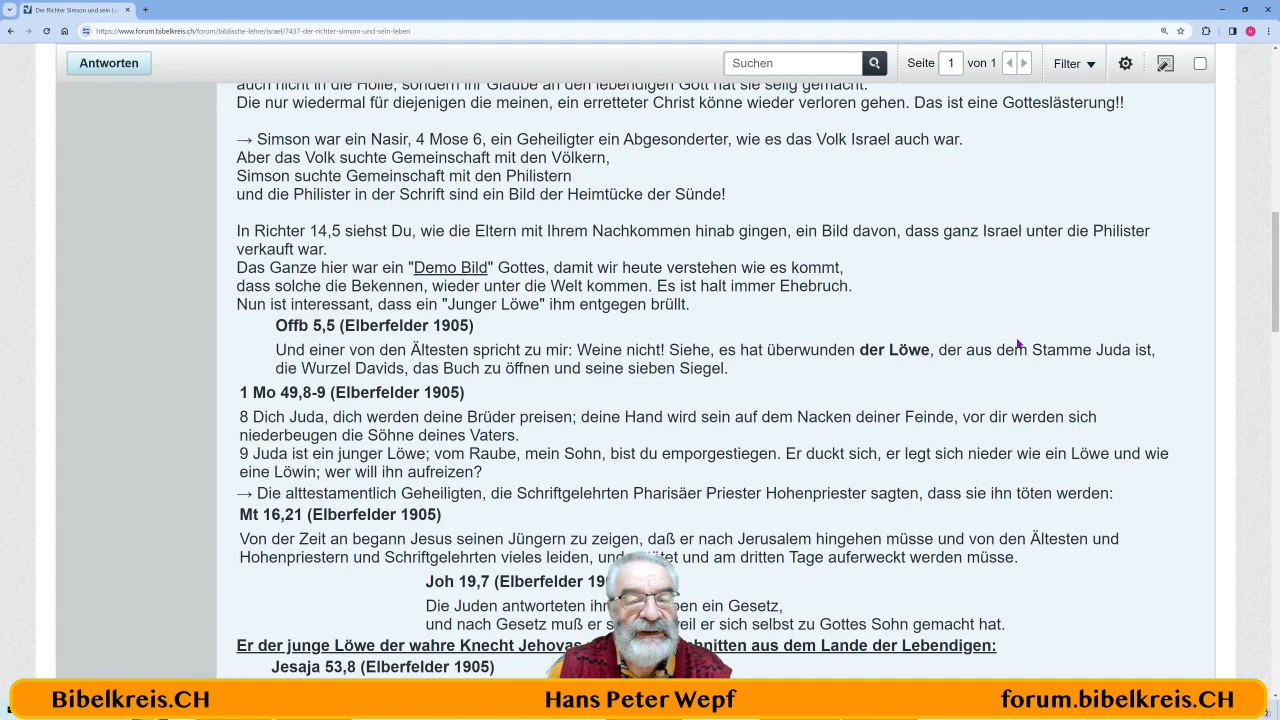 Der Richter Simson und sein Le
https://www.forum.bibelkreis.ch/forum/biblische-lehre/israel/7437-der-richter-simson-und-sein-leben
Antworten
Suchen
Seite 1 von 1
Filter
auch nicht in die Hölle, sondern ihr Glaube an den lebendigen Gott hat sie selig gemacht.
Die nur wiedermal für diejenigen die meinen, ein erretteter Christ könne wieder verloren gehen. Das ist eine Gotteslästerung!!
→ Simson war ein Nasir, 4 Mose 6, ein Geheiligter ein Abgesonderter, wie es das Volk Israel auch war.
Aber das Volk suchte Gemeinschaft mit den Völkern,
Simson suchte Gemeinschaft mit den Philistern
und die Philister in der Schrift sind ein Bild der Heimtücke der Sünde!
In Richter 14,5 siehst Du, wie die Eltern mit Ihrem Nachkommen hinab gingen, ein Bild davon, dass ganz Israel unter die Philister
verkauft war.
Das Ganze hier war ein "Demo Bild" Gottes, damit wir heute verstehen wie es kommt,
dass solche die Bekennen, wieder unter die Welt kommen. Es ist halt immer Ehebruch.
Nun ist interessant, dass ein "Junger Löwe" ihm entgegen brüllt.
Offb 5,5 (Elberfelder 1905)
Und einer von den Ältesten spricht zu mir: Weine nicht! Siehe, es hat überwunden der Löwe, der aus dem Stamme Juda ist,
die Wurzel Davids, das Buch zu öffnen und seine sieben Siegel.
1 Mo 49,8-9 (Elberfelder 1905)
8 Dich Juda, dich werden deine Brüder preisen; deine Hand wird sein auf dem Nacken deiner Feinde, vor dir werden sich
niederbeugen die Söhne deines Vaters.
9 Juda ist ein junger Löwe; vom Raube, mein Sohn, bist du emporgestiegen. Er duckt sich, er legt sich nieder wie ein Löwe und wie
eine Löwin; wer will ihn aufreizen?
→ Die alttestamentlich Geheiligten, die Schriftgelehrten Pharisäer Priester Hohenpriester sagten, dass sie ihn töten werden:
Mt 16,21 (Elberfelder 1905)
Von der Zeit an begann Jesus seinen Jüngern zu zeigen, daß er nach Jerusalem hingehen müsse und von den Ältesten und
Hohenpriestern und Schriftgelehrten vieles leiden, und und am dritten Tage auferweckt werden müsse.
Joh 19,7 (Elberfelder
Die Juden antworteten ein Gesetz,
und nach Gesetz muß er weil er sich selbst zu Gottes Sohn gemacht hat.
Er der junge Löwe der wahre Knecht Jehovas aus dem Lande der Lebendigen:
Jesaja 53,8 (Elberfelder 1905)
Bibelkreis.CH
Hans Peter Wepf
forum.bibelkreis.CH